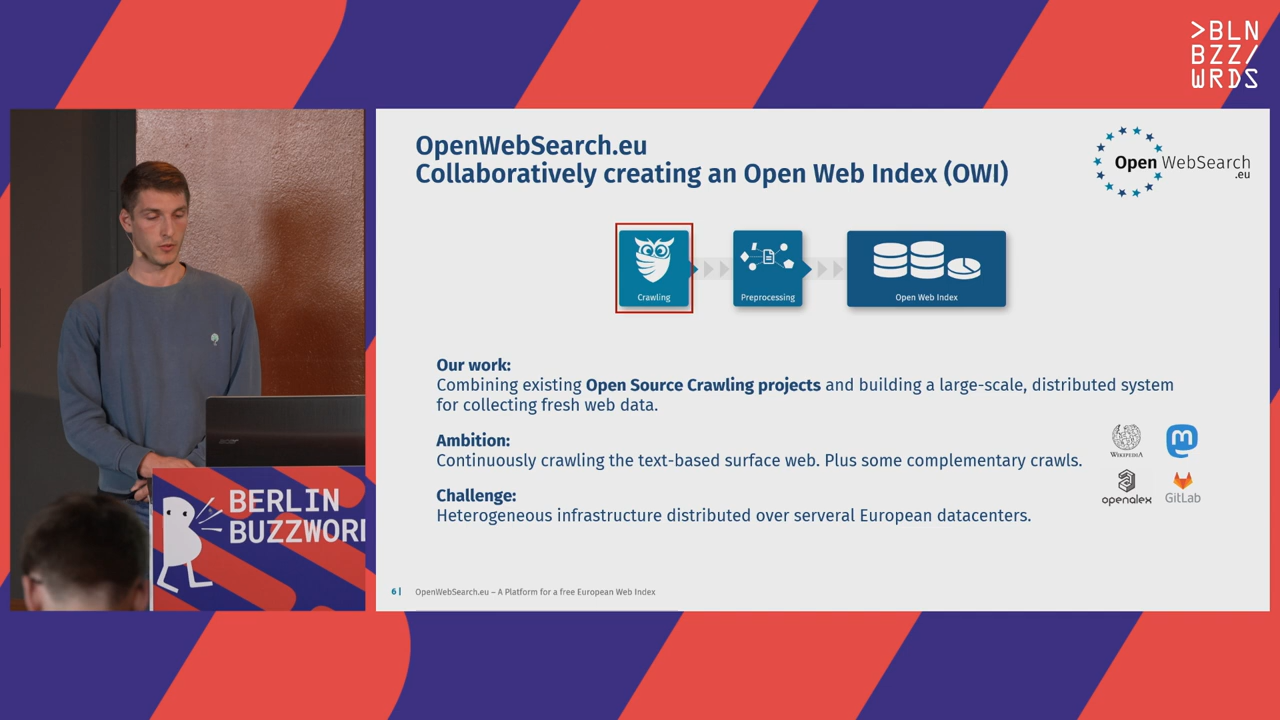 >BLN
BZZ/
WRDS
OpenWebSearch.eu
Collaboratively creating an Open Web Index (OWI)
Open WebSearch
.eu
Crawling
Preprocessing
Open Web Index
Our work:
Combining existing Open Source Crawling projects and building a large-scale, distributed system
for collecting fresh web data.
Ambition:
Continuously crawling the text-based surface web. Plus some complementary crawls.
WIKIPEDIA
openalex
GitLab
Challenge:
Heterogeneous infrastructure distributed over serveral European datacenters.
6 |
OpenWebSearch.eu – A Platform for a free European Web Index
acer
BERLIN
BUZZWOR